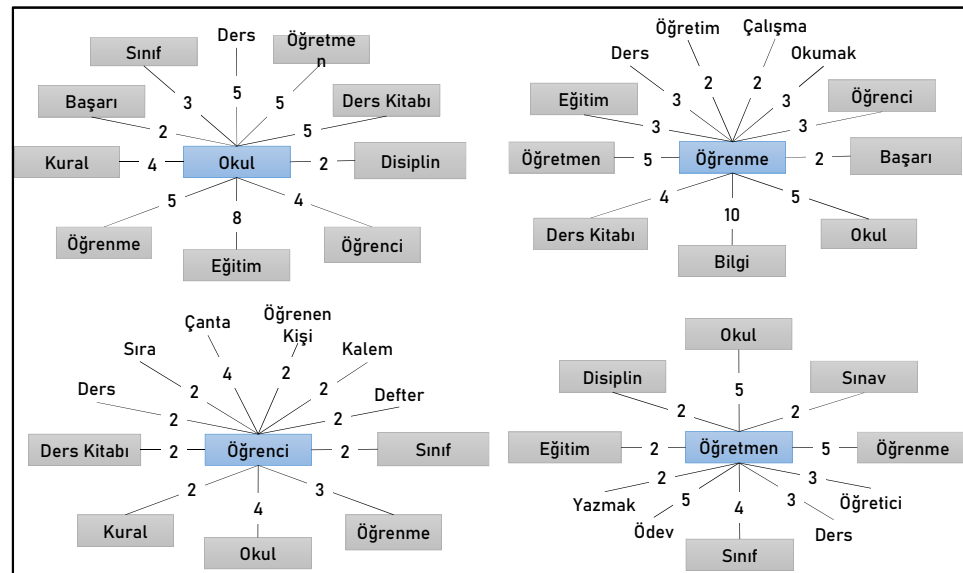 Ders
Sınıf
Öğretme
n
5
3
5
Başarı
Ders Kitabı
2
5
Kural
4
Okul
2
Disiplin
5
8
4
Öğrenme
Eğitim
Öğrenci
Öğretim
Çalışma
Ders
Okumak
2
2
Eğitim
3
3
Öğrenci
3
3
Öğretmen
5
Öğrenme
2
Başarı
4
10
5
Ders Kitabı
Bilgi
Okul
Çanta
Öğrenen
Kişi
Sıra
Kalem
4
2
Ders
2
2
Defter
2
2
Ders Kitabı
2
Öğrenci
2
Sınıf
2
4
3
Kural
Okul
Öğrenme
Okul
Disiplin
5
Sınav
2
2
Eğitim
2
Öğretmen
5
Öğrenme
2
3
Yazmak
5
4
3
Öğretici
Ödev
Ders
Sınıf